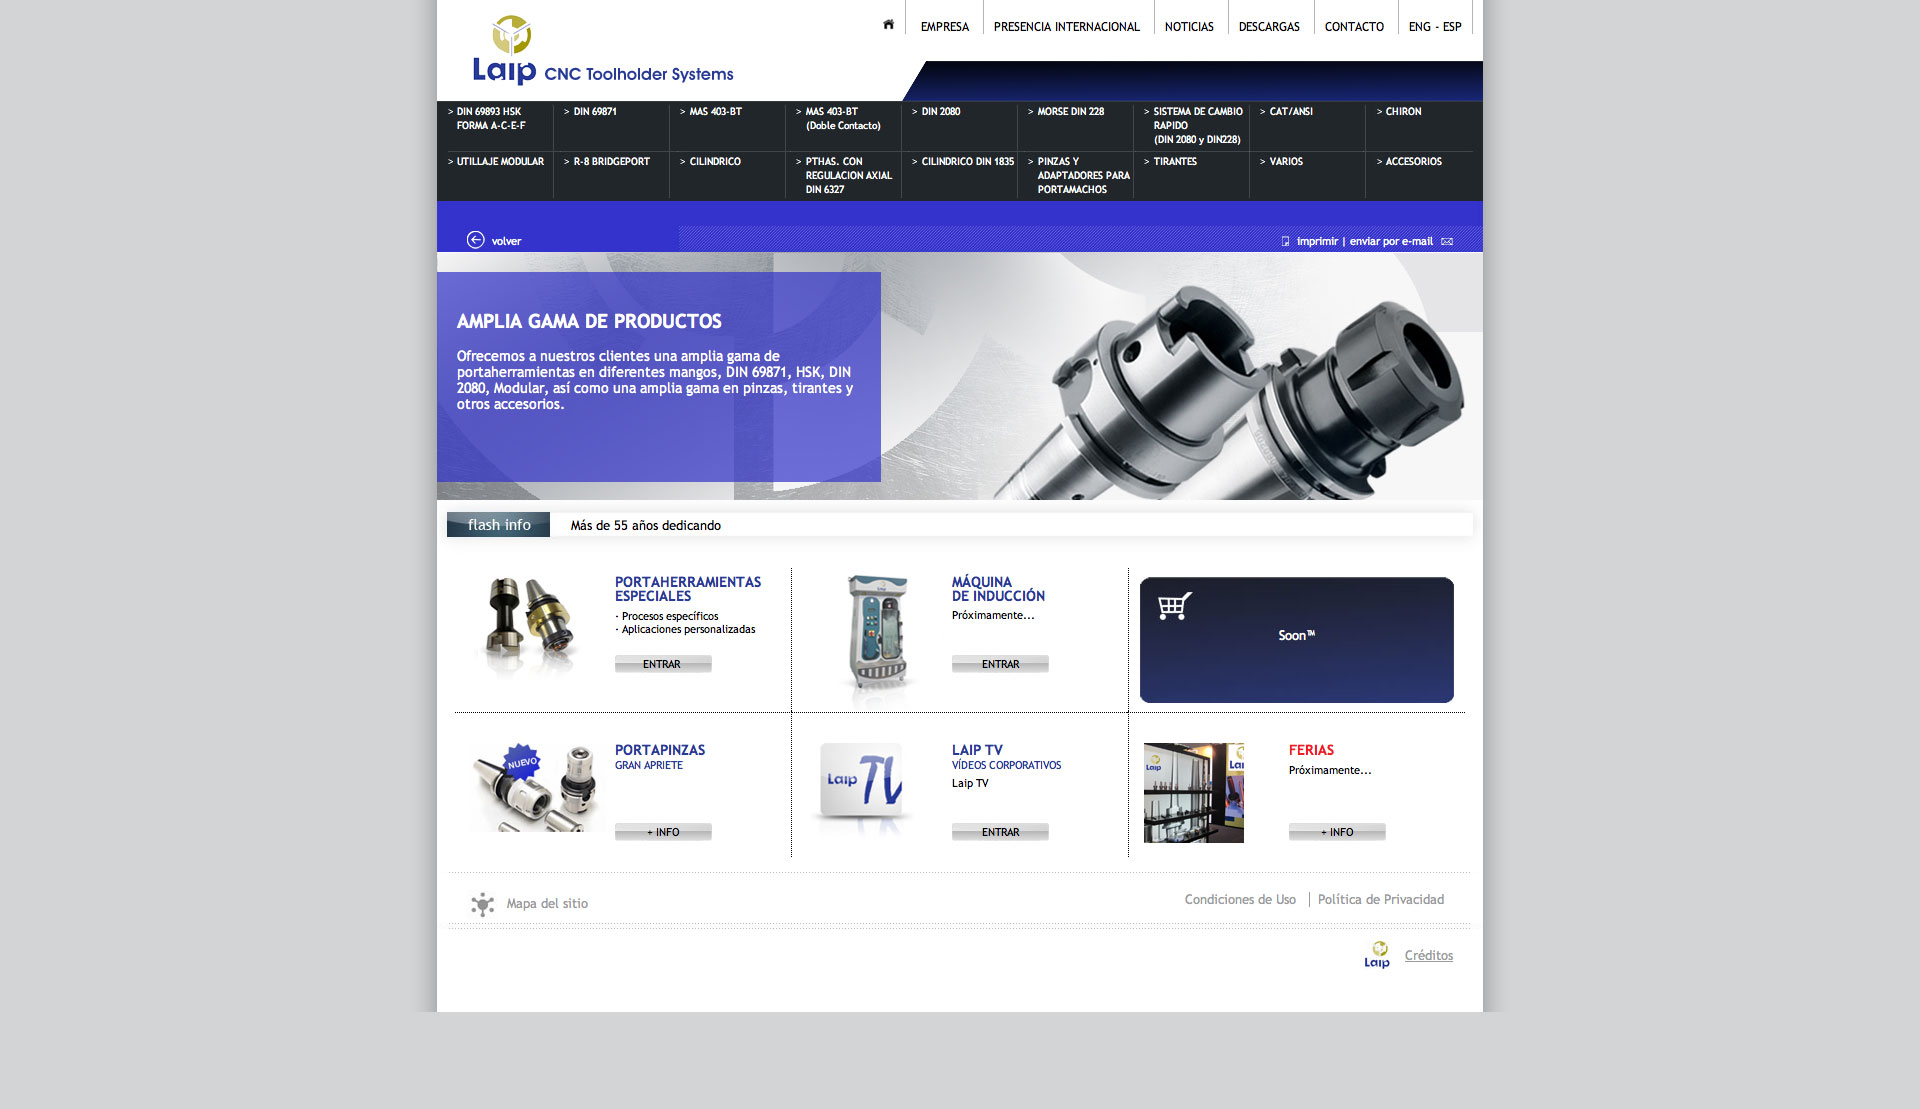 EMPRESA
PRESENCIA INTERNACIONAL
NOTICIAS
DESCARGAS
CONTACTO
ENG - ESP
Laip CNC Toolholder Systems
> DIN 69893 HSK
FORMA A-C-E-F
> DIN 69871
> MAS 403-BT
> MAS 403-BT
(Doble Contacto)
> DIN 2080
> MORSE DIN 228
> SISTEMA DE CAMBIO
RAPIDO
(DIN 2080 y DIN228)
> CAT/ANSI
> CHIRON
> UTILLAJE MODULAR
> R-8 BRIDGEPORT
> CILINDRICO
> PTHAS. CON
REGULACION AXIAL
DIN 6327
> CILINDRICO DIN 1835
> PINZAS Y
ADAPTADORES PARA
PORTAMACHOS
> TIRANTES
> VARIOS
> ACCESORIOS
volver
imprimir | enviar por e-mail
AMPLIA GAMA DE PRODUCTOS
Ofrecemos a nuestros clientes una amplia gama de
portaherramientas en diferentes mangos, DIN 69871, HSK, DIN
2080, Modular, así como una amplia gama en pinzas, tirantes y
otros accesorios.
flash info
Más de 55 años dedicando
PORTAHERRAMIENTAS
ESPECIALES
· Procesos específicos
· Aplicaciones personalizadas
ENTRAR
MÁQUINA
DE INDUCCIÓN
Próximamente...
ENTRAR
Soon™
NUEVO
PORTAPINZAS
GRAN APRIETE
+ INFO
Laip TV
LAIP TV
VÍDEOS CORPORATIVOS
Laip TV
ENTRAR
Laip
FERIAS
Próximamente...
+ INFO
Mapa del sitio
Condiciones de Uso
Política de Privacidad
Laip
Créditos